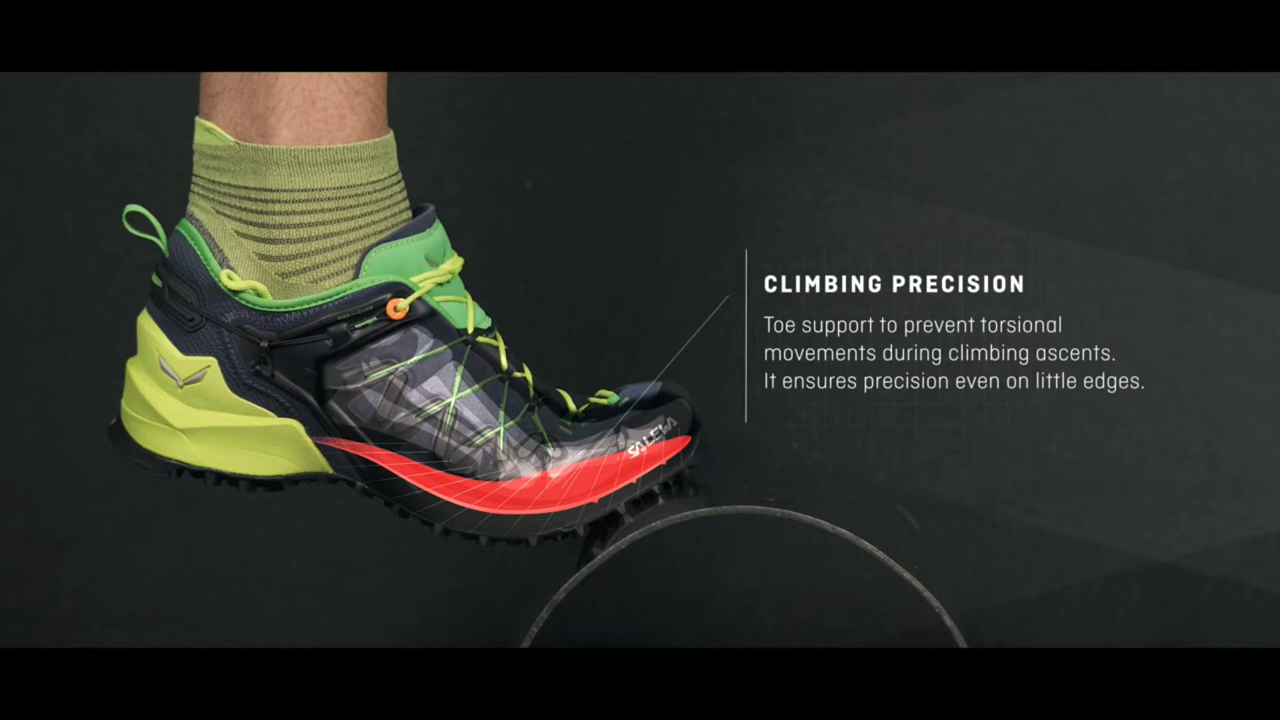 CLIMBING PRECISION
Toe support to prevent torsional
movements during climbing ascents.
It ensures precision even on little edges.
SALEWA